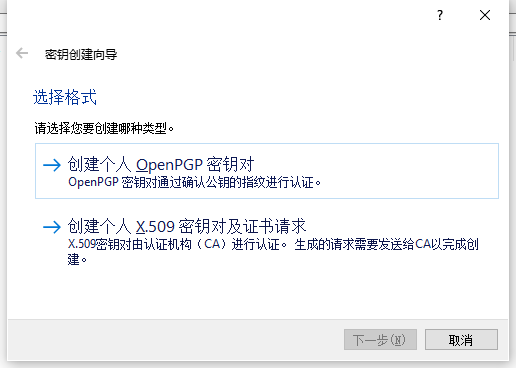 密钥创建向导
选择格式
请选择您要创建哪种类型。
创建个人 OpenPGP 密钥对
OpenPGP 密钥对通过确认公钥的指纹进行认证。
创建个人 X.509 密钥对及证书请求
X.509密钥对由认证机构（CA）进行认证。 生成的请求需要发送给CA以完成创
建。
下一步(N)
取消